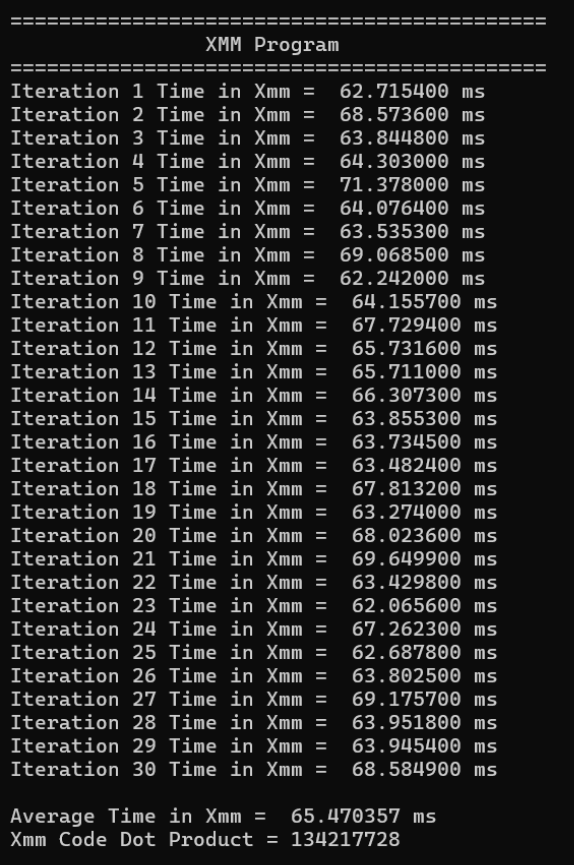 ============================================
XMM Program
============================================
Iteration 1 Time in Xmm =  62.715400 ms
Iteration 2 Time in Xmm =  68.573600 ms
Iteration 3 Time in Xmm =  63.844800 ms
Iteration 4 Time in Xmm =  64.303000 ms
Iteration 5 Time in Xmm =  71.378000 ms
Iteration 6 Time in Xmm =  64.076400 ms
Iteration 7 Time in Xmm =  63.535300 ms
Iteration 8 Time in Xmm =  69.068500 ms
Iteration 9 Time in Xmm =  62.242000 ms
Iteration 10 Time in Xmm =  64.155700 ms
Iteration 11 Time in Xmm =  67.729400 ms
Iteration 12 Time in Xmm =  65.731600 ms
Iteration 13 Time in Xmm =  65.711000 ms
Iteration 14 Time in Xmm =  66.307300 ms
Iteration 15 Time in Xmm =  63.855300 ms
Iteration 16 Time in Xmm =  63.734500 ms
Iteration 17 Time in Xmm =  63.482400 ms
Iteration 18 Time in Xmm =  67.813200 ms
Iteration 19 Time in Xmm =  63.274000 ms
Iteration 20 Time in Xmm =  68.023600 ms
Iteration 21 Time in Xmm =  69.649900 ms
Iteration 22 Time in Xmm =  63.429800 ms
Iteration 23 Time in Xmm =  62.065600 ms
Iteration 24 Time in Xmm =  67.262300 ms
Iteration 25 Time in Xmm =  62.687800 ms
Iteration 26 Time in Xmm =  63.802500 ms
Iteration 27 Time in Xmm =  69.175700 ms
Iteration 28 Time in Xmm =  63.951800 ms
Iteration 29 Time in Xmm =  63.945400 ms
Iteration 30 Time in Xmm =  68.584900 ms
Average Time in Xmm =  65.470357 ms
Xmm Code Dot Product = 134217728